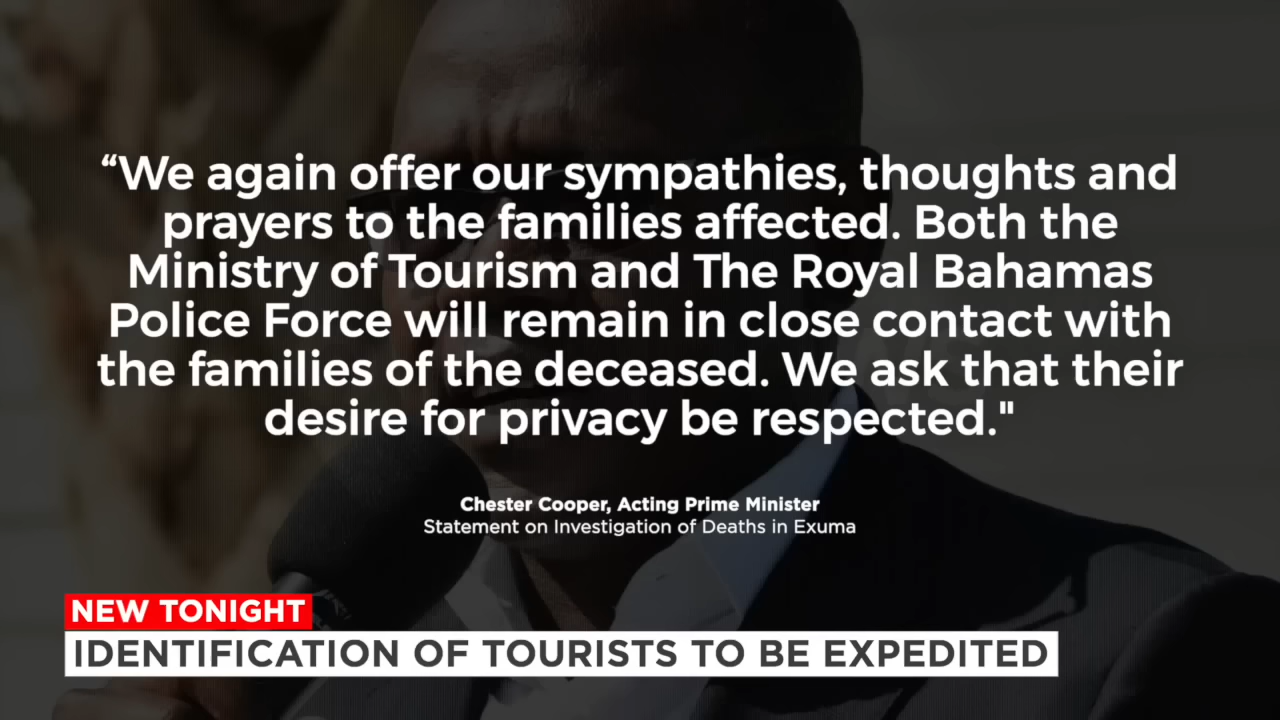 “We again offer our sympathies, thoughts and
prayers to the families affected. Both the
Ministry of Tourism and The Royal Bahamas
Police Force will remain in close contact with
the families of the deceased. We ask that their
desire for privacy be respected."
Chester Cooper, Acting Prime Minister
Statement on Investigation of Deaths in Exuma
NEW TONIGHT
IDENTIFICATION OF TOURISTS TO BE EXPEDITED